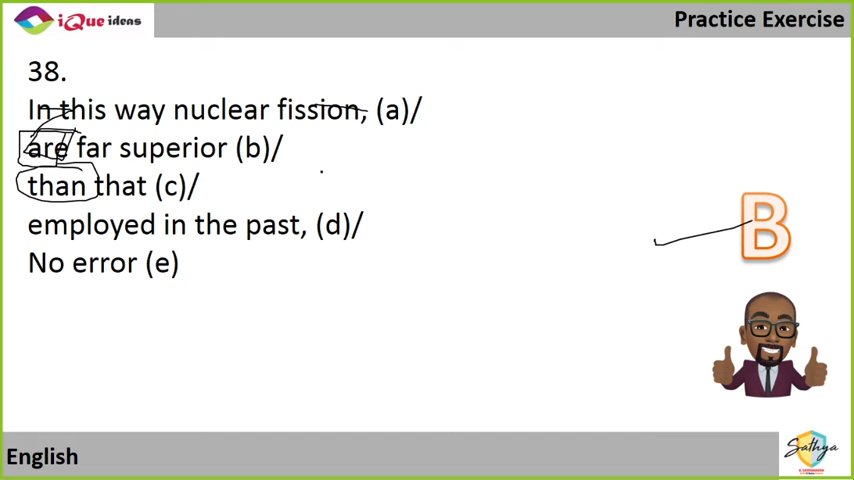 iQue ideas
Practice Exercise
38.
In this way nuclear fission, (a)/
are far superior (b)/
than that (c)/
employed in the past, (d)/
No error (e)
B
English
Sathya